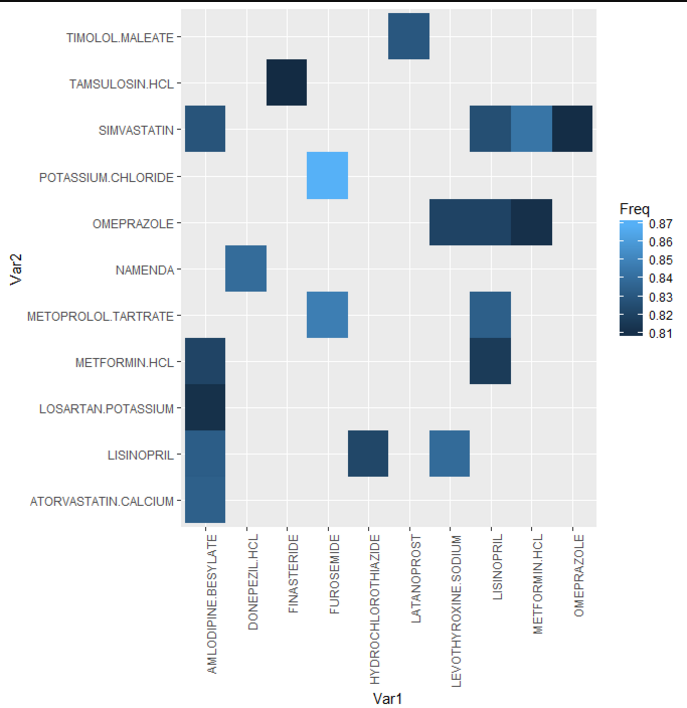 TIMOLOL.MALEATE
TAMSULOSIN.HCL
SIMVASTATIN
POTASSIUM.CHLORIDE
OMEPRAZOLE
NAMENDA
METOPROLOL.TARTRATE
METFORMIN.HCL
LOSARTAN.POTASSIUM
LISINOPRIL
ATORVASTATIN.CALCIUM
Var2
AMLODIPINE.BESYLATE
DONEPEZIL.HCL
FINASTERIDE
FUROSEMIDE
HYDROCHLOROTHIAZIDE
LATANOPROST
LEVOTHYROXINE.SODIUM
LISINOPRIL
METFORMIN.HCL
OMEPRAZOLE
Var1
Freq
0.87
0.86
0.85
0.84
0.83
0.82
0.81